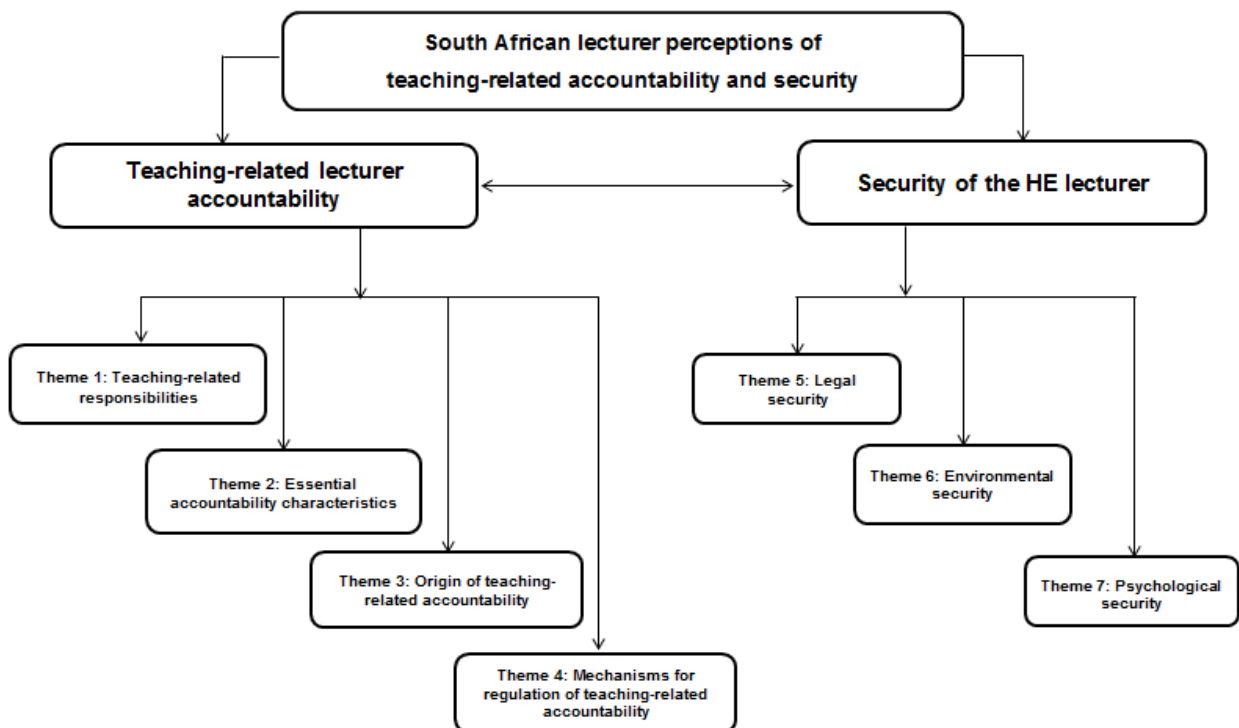 South African lecturer perceptions of
teaching-related accountability and security
Teaching-related lecturer
accountability
Security of the HE lecturer
Theme 1: Teaching-related
responsibilities
Theme 2: Essential
accountability characteristics
Theme 3: Origin of teaching-
related accountability
Theme 4: Mechanisms for
regulation of teaching-related
accountability
Theme 5: Legal
security
Theme 6: Environmental
security
Theme 7: Psychological
security